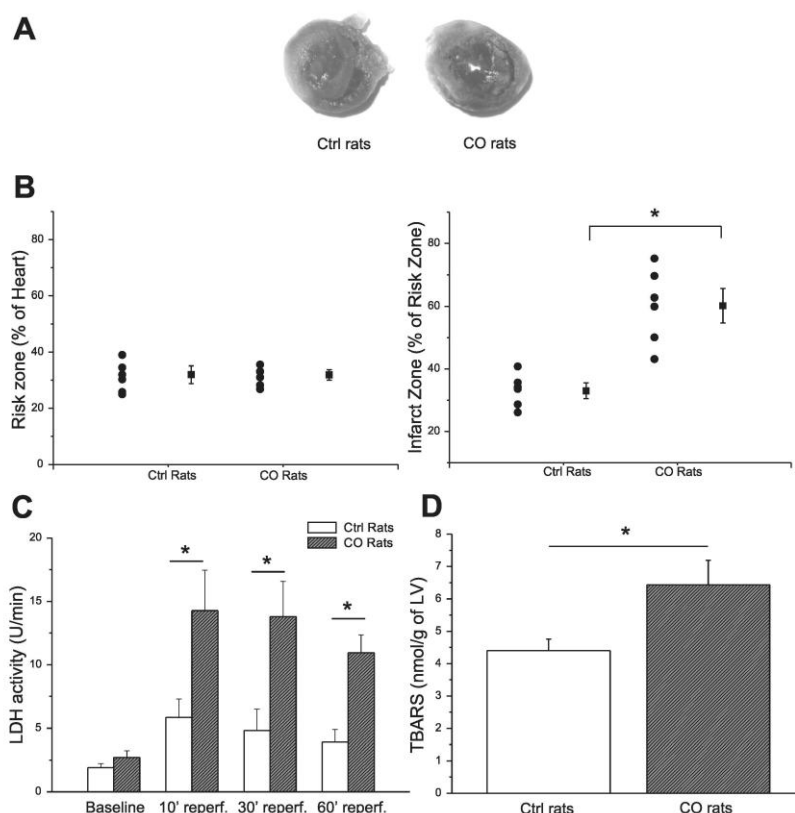 A
Ctrl rats
CO rats
B
Risk zone (% of Heart)
80
60
40
20
0
Ctrl Rats
CO Rats
Infarct Zone (% of Risk Zone)
80
60
40
20
*
Ctrl Rats
CO Rats
C
LDH activity (U/min)
20
15
10
5
0
Ctrl Rats
CO Rats
*
*
*
Baseline
10' reperf.
30' reperf.
60' reperf.
D
TBARS (nmol/g of LV)
8
7
6
5
4
3
2
1
0
*
Ctrl rats
CO rats